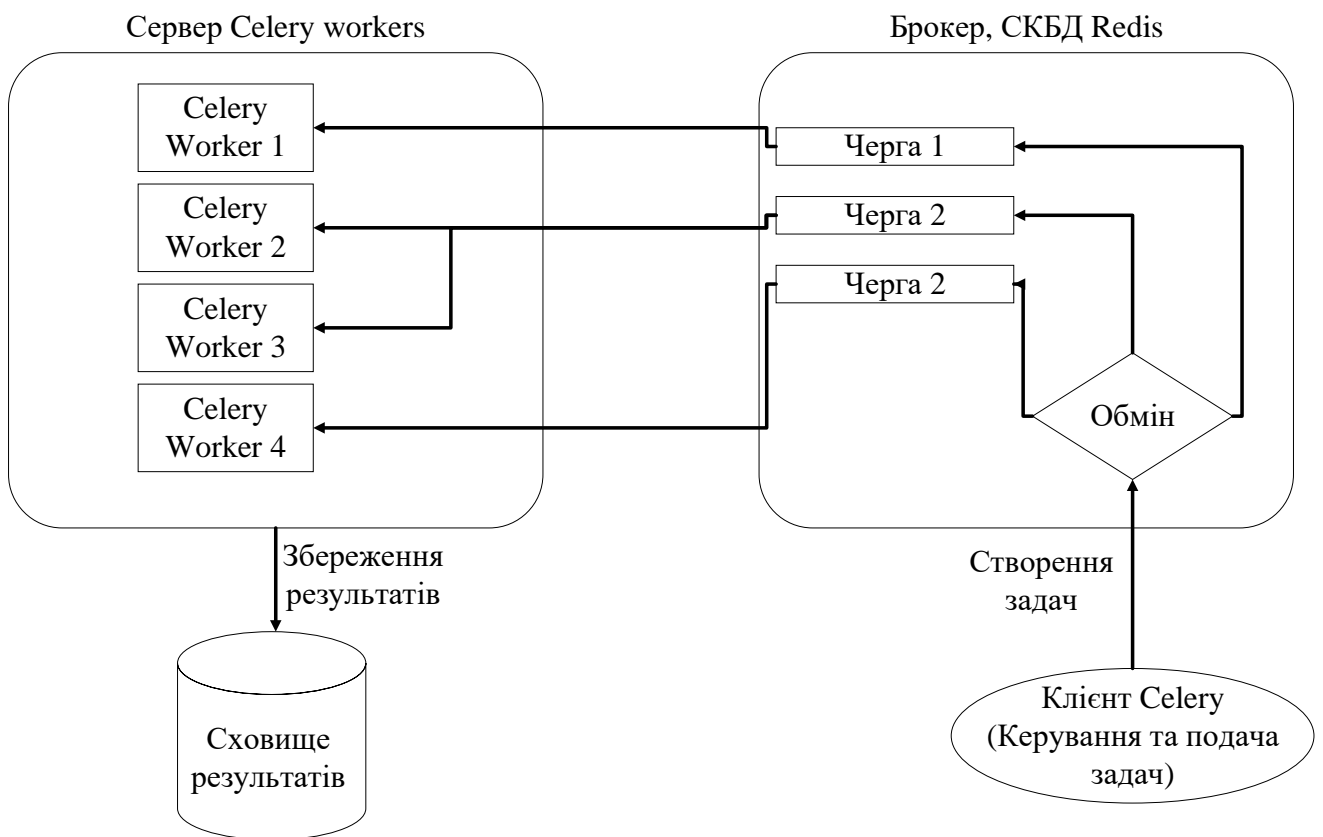 Сервер Celery workers
Celery
Worker 1
Celery
Worker 2
Celery
Worker 3
Celery
Worker 4
Збереження
результатів
Сховище
результатів
Брокер, СКБД Redis
Черга 1
Черга 2
Черга 2
Обмін
Створення
задач
Клієнт Celery
(Керування та подача
задач)